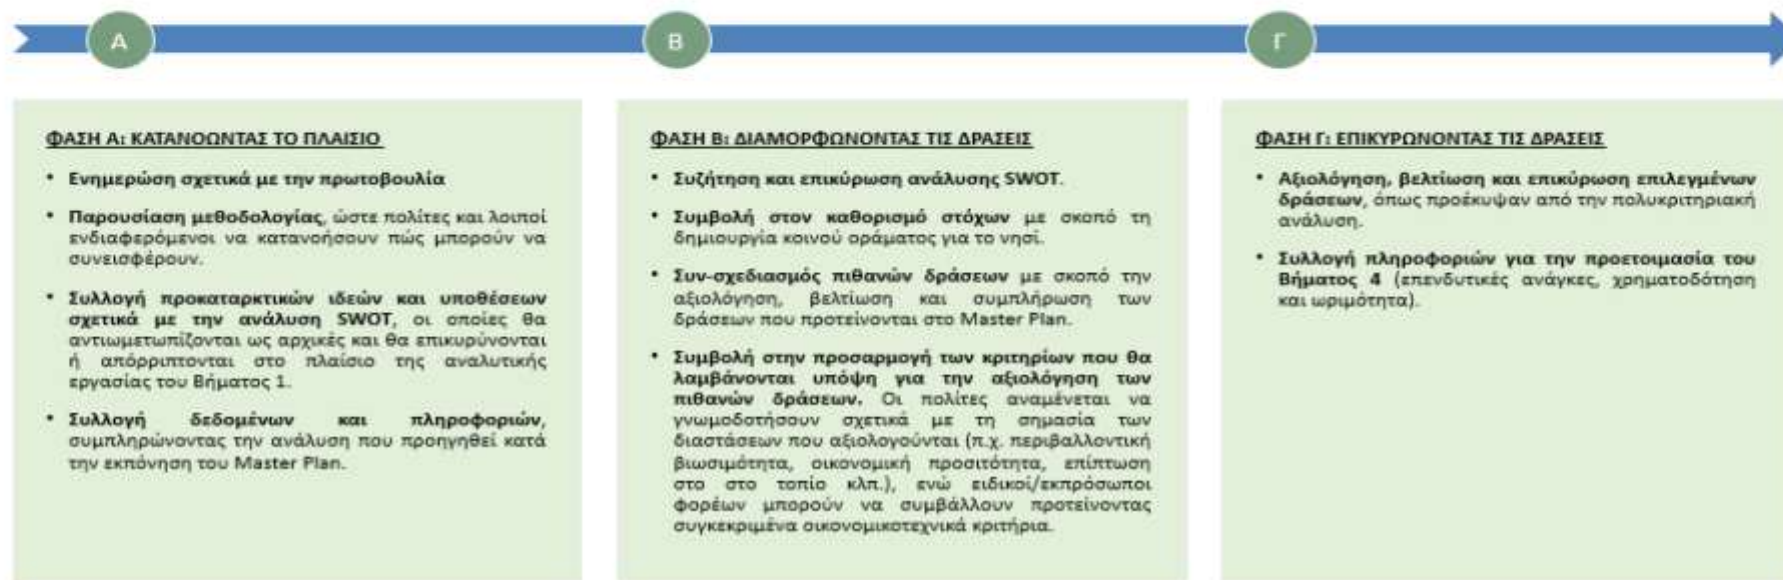 Α
Β
Γ
ΦΑΣΗ Α: ΚΑΤΑΝΟΩΝΤΑΣ ΤΟ ΠΛΑΙΣΙΟ
• Ενημερώση σχετικά με την πρωτοβουλία
• Παρουσίαση μεθοδολογίας, ώστε πολίτες και λοιποί
ενδιαφερόμενοι να κατανοήσουν πώς μπορούν να
συνεισφέρουν.
• Συλλογή προκαταρκτικών ιδεών και υποθέσεων
σχετικά με την ανάλυση SWOT, οι οποίες θα
αντιωμετωπίζονται ως αρχικές και θα επικυρώνονται
ή απόρριπτονται στο πλαίσιο της αναλυτικής
εργασίας του Βήματος 1.
• Συλλογή δεδομένων και πληροφοριών,
συμπληρώνοντας την ανάλυση που προηγηθεί κατά
την εκπόνηση του Master Plan.
ΦΑΣΗ Β: ΔΙΑΜΟΡΦΩΝΟΝΤΑΣ ΤΙΣ ΔΡΑΣΕΙΣ
• Συζήτηση και επικύρωση ανάλυσης SWOT.
• Συμβολή στον καθορισμό στόχων με σκοπό τη
δημιουργία κοινού οράματος για το νησί.
• Συν-σχεδιασμός πιθανών δράσεων με σκοπό την
αξιολόγηση, βελτίωση και συμπλήρωση των
δράσεων που προτείνονται στο Master Plan.
• Συμβολή στην προσαρμογή των κριτηρίων που θα
λαμβάνονται υπόψη για την αξιολόγηση των
πιθανών δράσεων. Οι πολίτες αναμένεται να
γνωμοδοτήσουν σχετικά με τη σημασία των
διαστάσεων που αξιολογούνται (π.χ. περιβαλλοντική
βιωσιμότητα, οικονομική προσιτότητα, επίπτωση
στο στο τοπίο κλπ.), ενώ ειδικοί/εκπρόσωποι
φορέων μπορούν να συμβάλλουν προτείνοντας
συγκεκριμένα οικονομικοτεχνικά κριτήρια.
ΦΑΣΗ Γ: ΕΠΙΚΥΡΩΝΟΝΤΑΣ ΤΙΣ ΔΡΑΣΕΙΣ
• Αξιολόγηση, βελτίωση και επικύρωση επιλεγμένων
δράσεων, όπως προέκυψαν από την πολυκριτηριακή
ανάλυση.
• Συλλογή πληροφοριών για την προετοιμασία του
Βήματος 4 (επενδυτικές ανάγκες, χρηματοδότηση
και ωριμότητα).